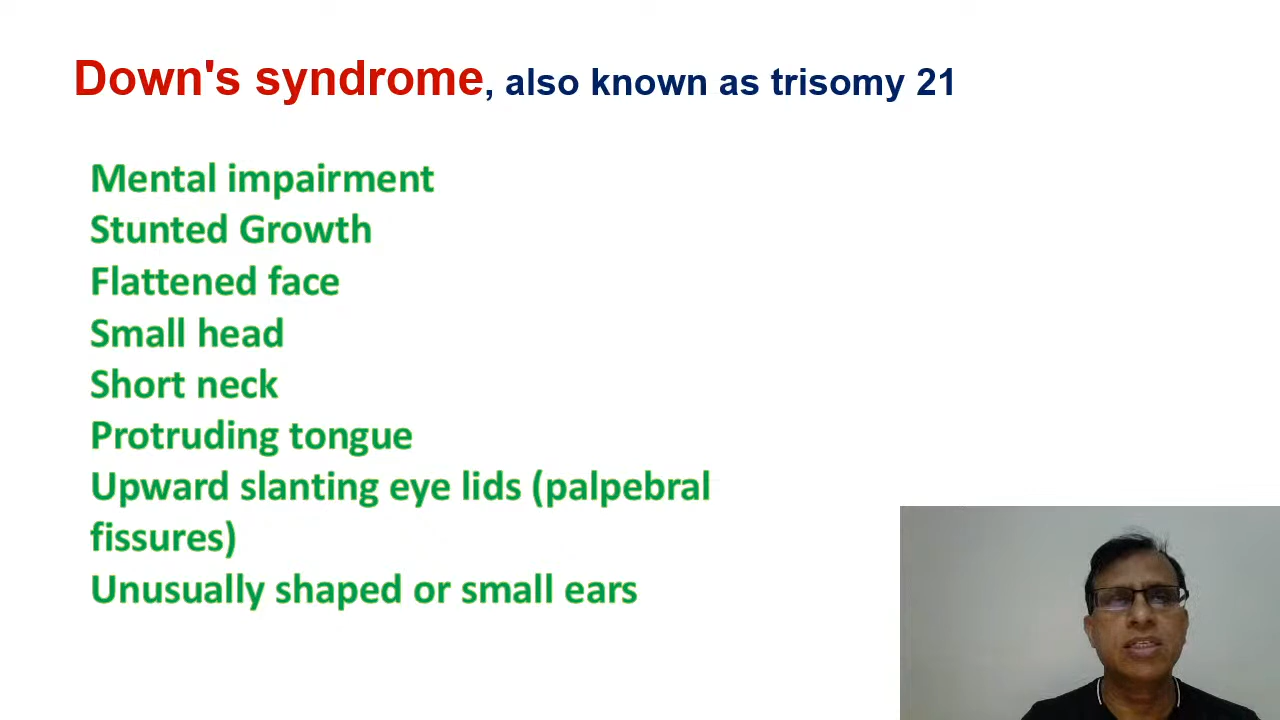 Down's syndrome, also known as trisomy 21
Mental impairment
Stunted Growth
Flattened face
Small head
Short neck
Protruding tongue
Upward slanting eye lids (palpebral
fissures)
Unusually shaped or small ears